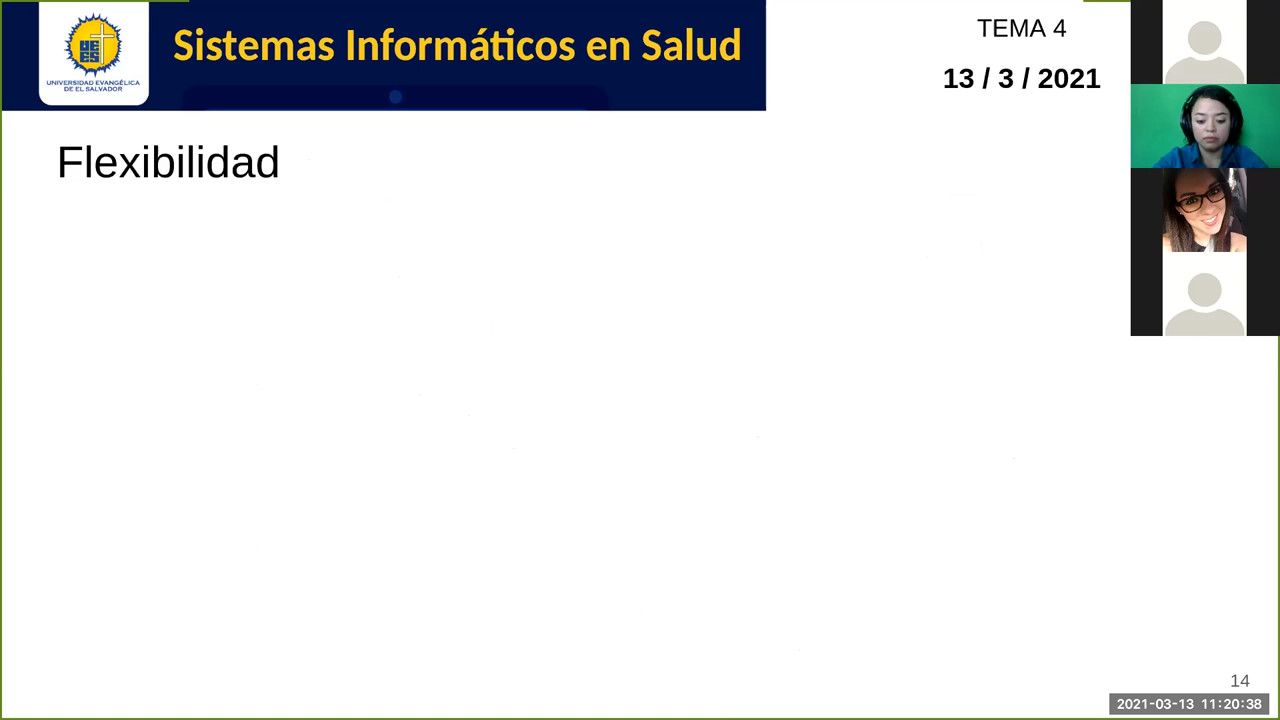 Sistemas Informáticos en Salud
UNIVERSIDAD EVANGÉLICA
DE EL SALVADOR
TEMA 4
13 / 3 / 2021
Flexibilidad
14
2021-03-13 11:20:38